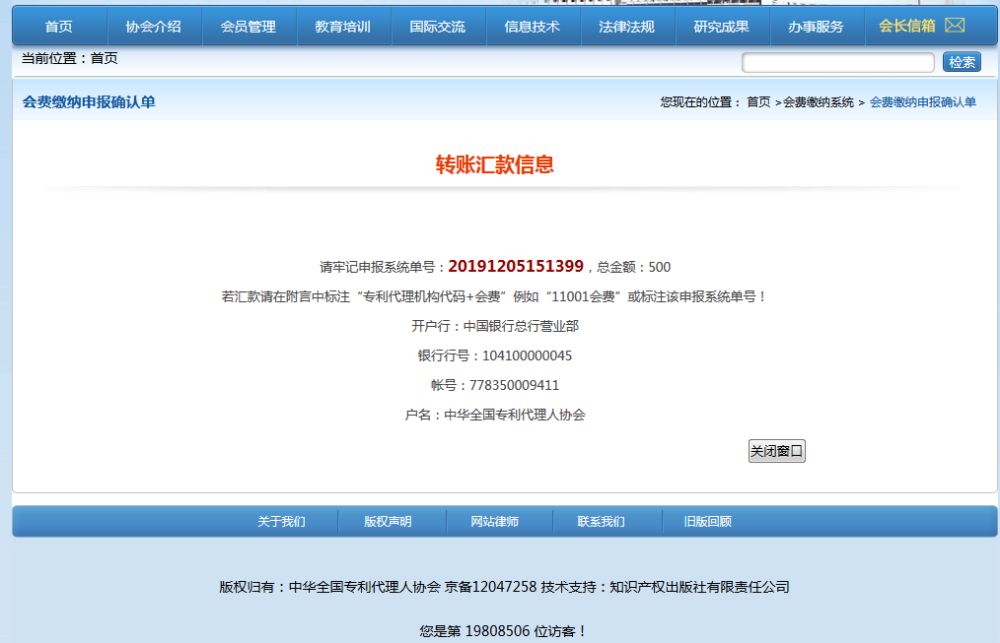 首页 协会介绍 会员管理 教育培训 国际交流 信息技术 法律法规 研究成果 办事服务 会长信箱
当前位置：首页 检索
会费缴纳申报确认单 您现在的位置： 首页 >会费缴纳系统 > 会费缴纳申报确认单
转账汇款信息
请牢记申报系统单号：20191205151399，总金额：500
若汇款请在附言中标注“专利代理机构代码+会费”例如“11001会费”或标注该申报系统单号！
开户行：中国银行总行营业部
银行行号：104100000045
帐号：778350009411
户名：中华全国专利代理人协会
关闭窗口
关于我们 版权声明 网站律师 联系我们 旧版回顾
版权归有：中华全国专利代理人协会 京备12047258 技术支持：知识产权出版社有限责任公司
您是第 19808506 位访客！